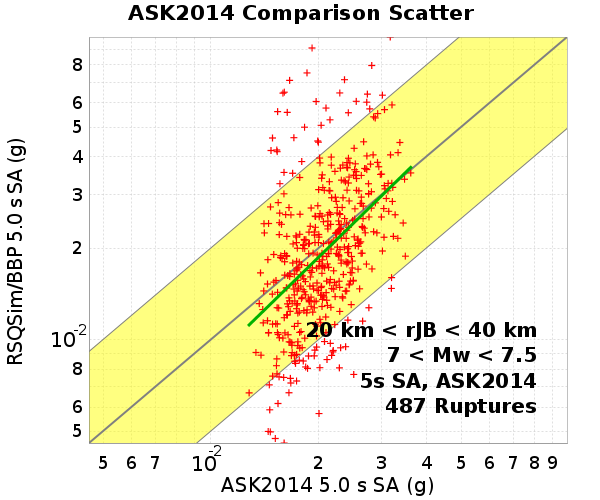 ASK2014 Comparison Scatter
RSQSim/BBP 5.0 s SA (g)
8
6
5
4
3
2
10-2
8
6
5
20 km < rJB < 40 km
7 < Mw < 7.5
5s SA, ASK2014
487 Ruptures
5 6 7 10-2 2 3 4 5 6 7 8 9
ASK2014 5.0 s SA (g)